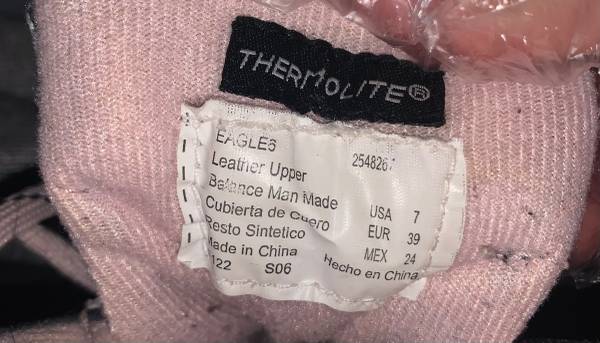 THERMOLITE®
EAGLE6 254826
Leather Upper
Balance Man Made USA 7
Cubierta de Cuero EUR 39
Resto Sintetico MEX 24
Made in China Hecho en China
122 S06